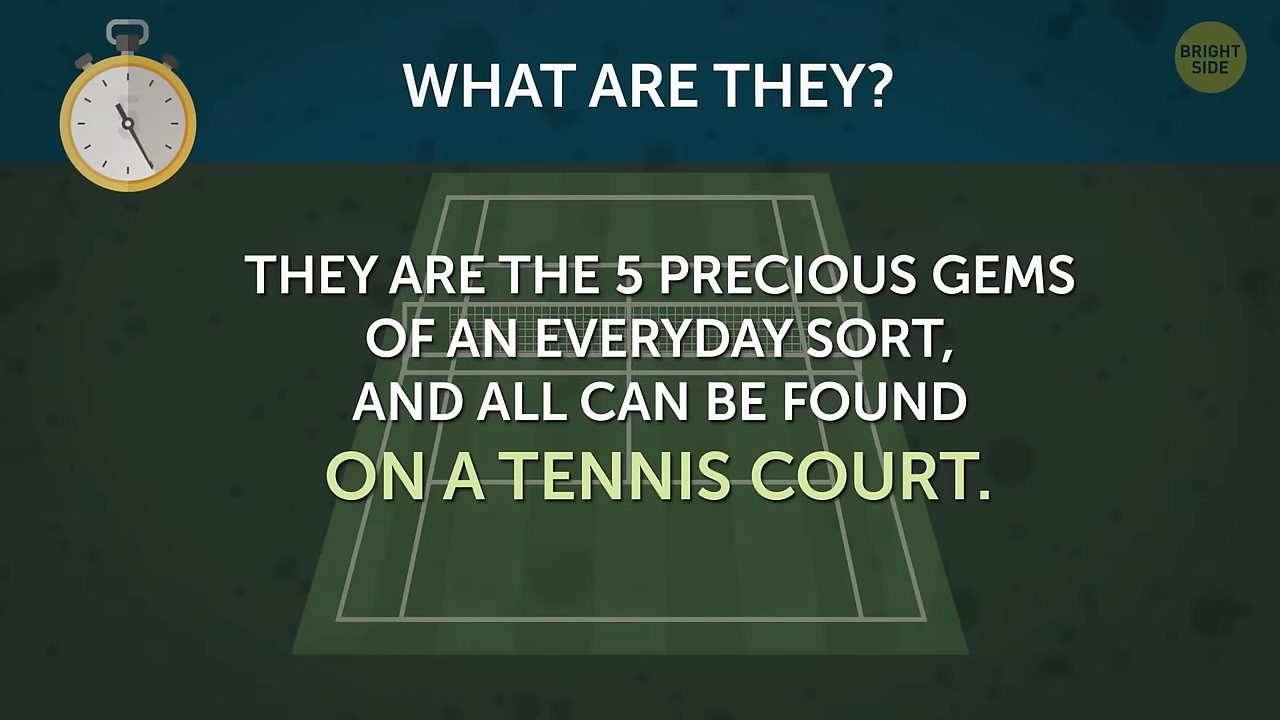 WHAT ARE THEY?
BRIGHT
SIDE
THEY ARE THE 5 PRECIOUS GEMS
OF AN EVERYDAY SORT,
AND ALL CAN BE FOUND
ON A TENNIS COURT.